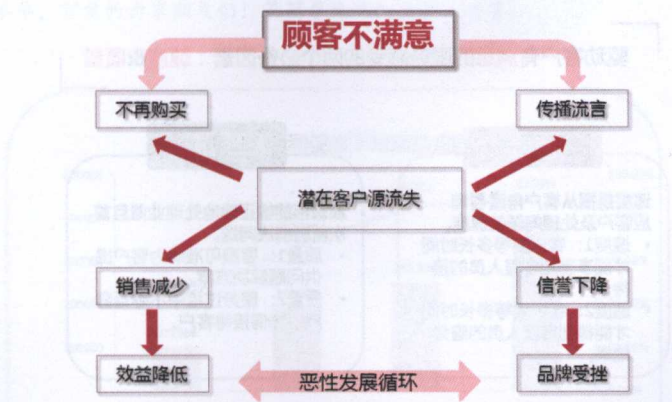 顾客不满意
不再购买
传播流言
潜在客户源流失
销售减少
信誉下降
效益降低
恶性发展循环
品牌受挫